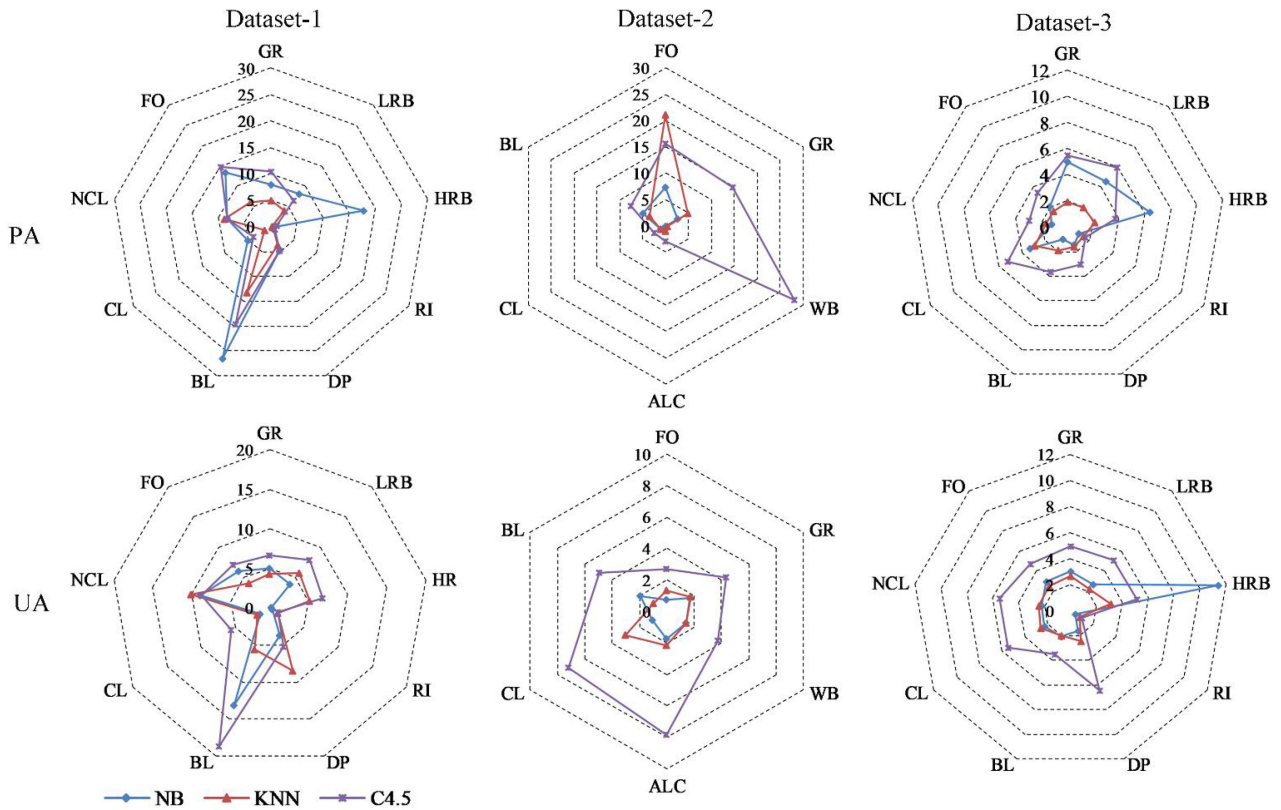 Dataset-1
Dataset-2
Dataset-3
PA
GR
LRB
HRB
RI
DP
BL
CL
NCL
FO
30
25
20
15
10
5
0
FO
GR
WB
ALC
CL
BL
30
25
20
15
10
5
0
GR
LRB
HRB
RI
DP
BL
CL
NCL
FO
12
10
8
6
4
2
0
UA
GR
LRB
HR
RI
DP
BL
CL
NCL
FO
20
15
10
5
0
FO
GR
WB
ALC
CL
BL
10
8
6
4
2
0
GR
LRB
HRB
RI
DP
BL
CL
NCL
FO
12
10
8
6
4
2
0
NB KNN C4.5